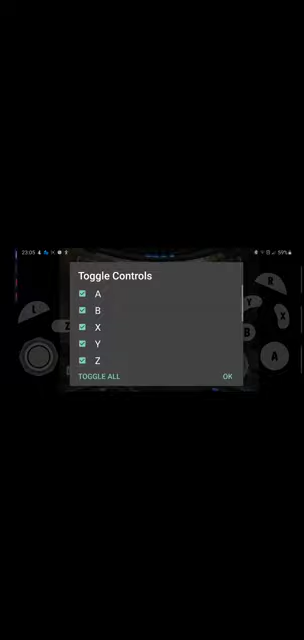 23:05
59%
Toggle Controls
A
B
X
Y
Z
TOGGLE ALL
OK
L
Z
R
Y
X
B
A